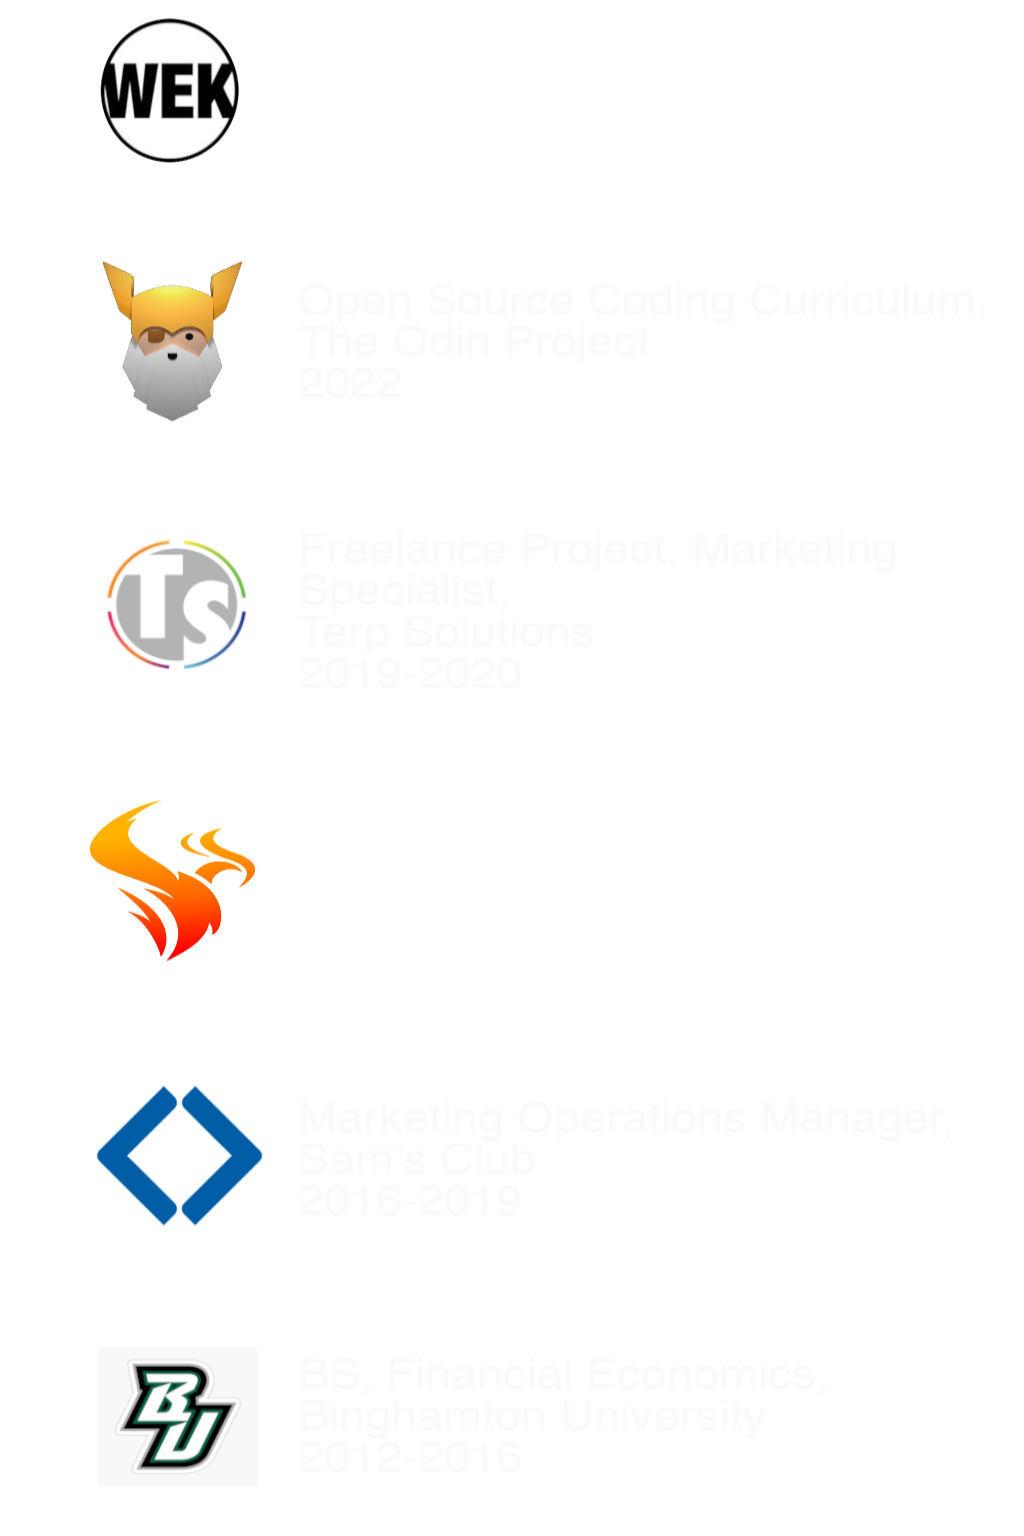 WEK
Open Source Coding Curriculum,
The Odin Project
2022
Ts
Freelance Project, Marketing
Specialist,
Terp Solutions
2019-2020
Marketing Operations Manager,
Sam's Club
2016-2019
BU
BS, Financial Economics,
Binghamton University
2012-2016